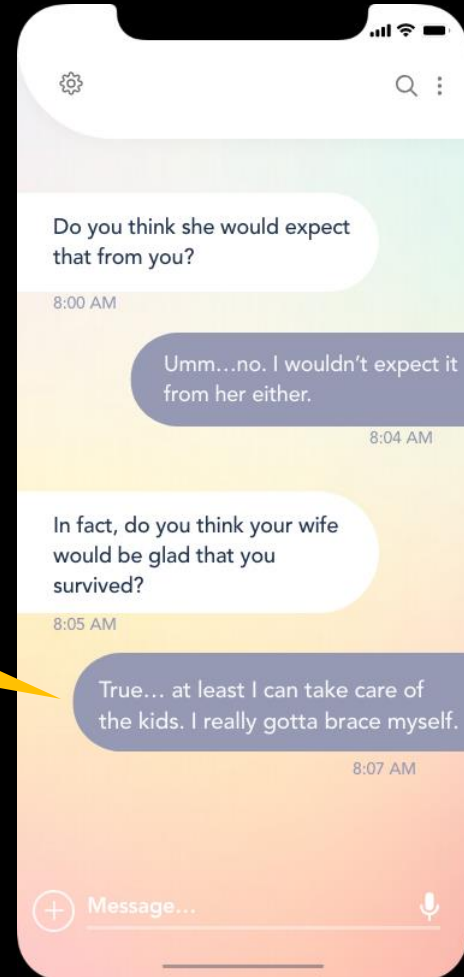 Do you think she would expect
that from you?
8:00 AM
Umm…no. I wouldn’t expect it
from her either.
8:04 AM
In fact, do you think your wife
would be glad that you
survived?
8:05 AM
True… at least I can take care of
the kids. I really gotta brace myself.
8:07 AM
Message...